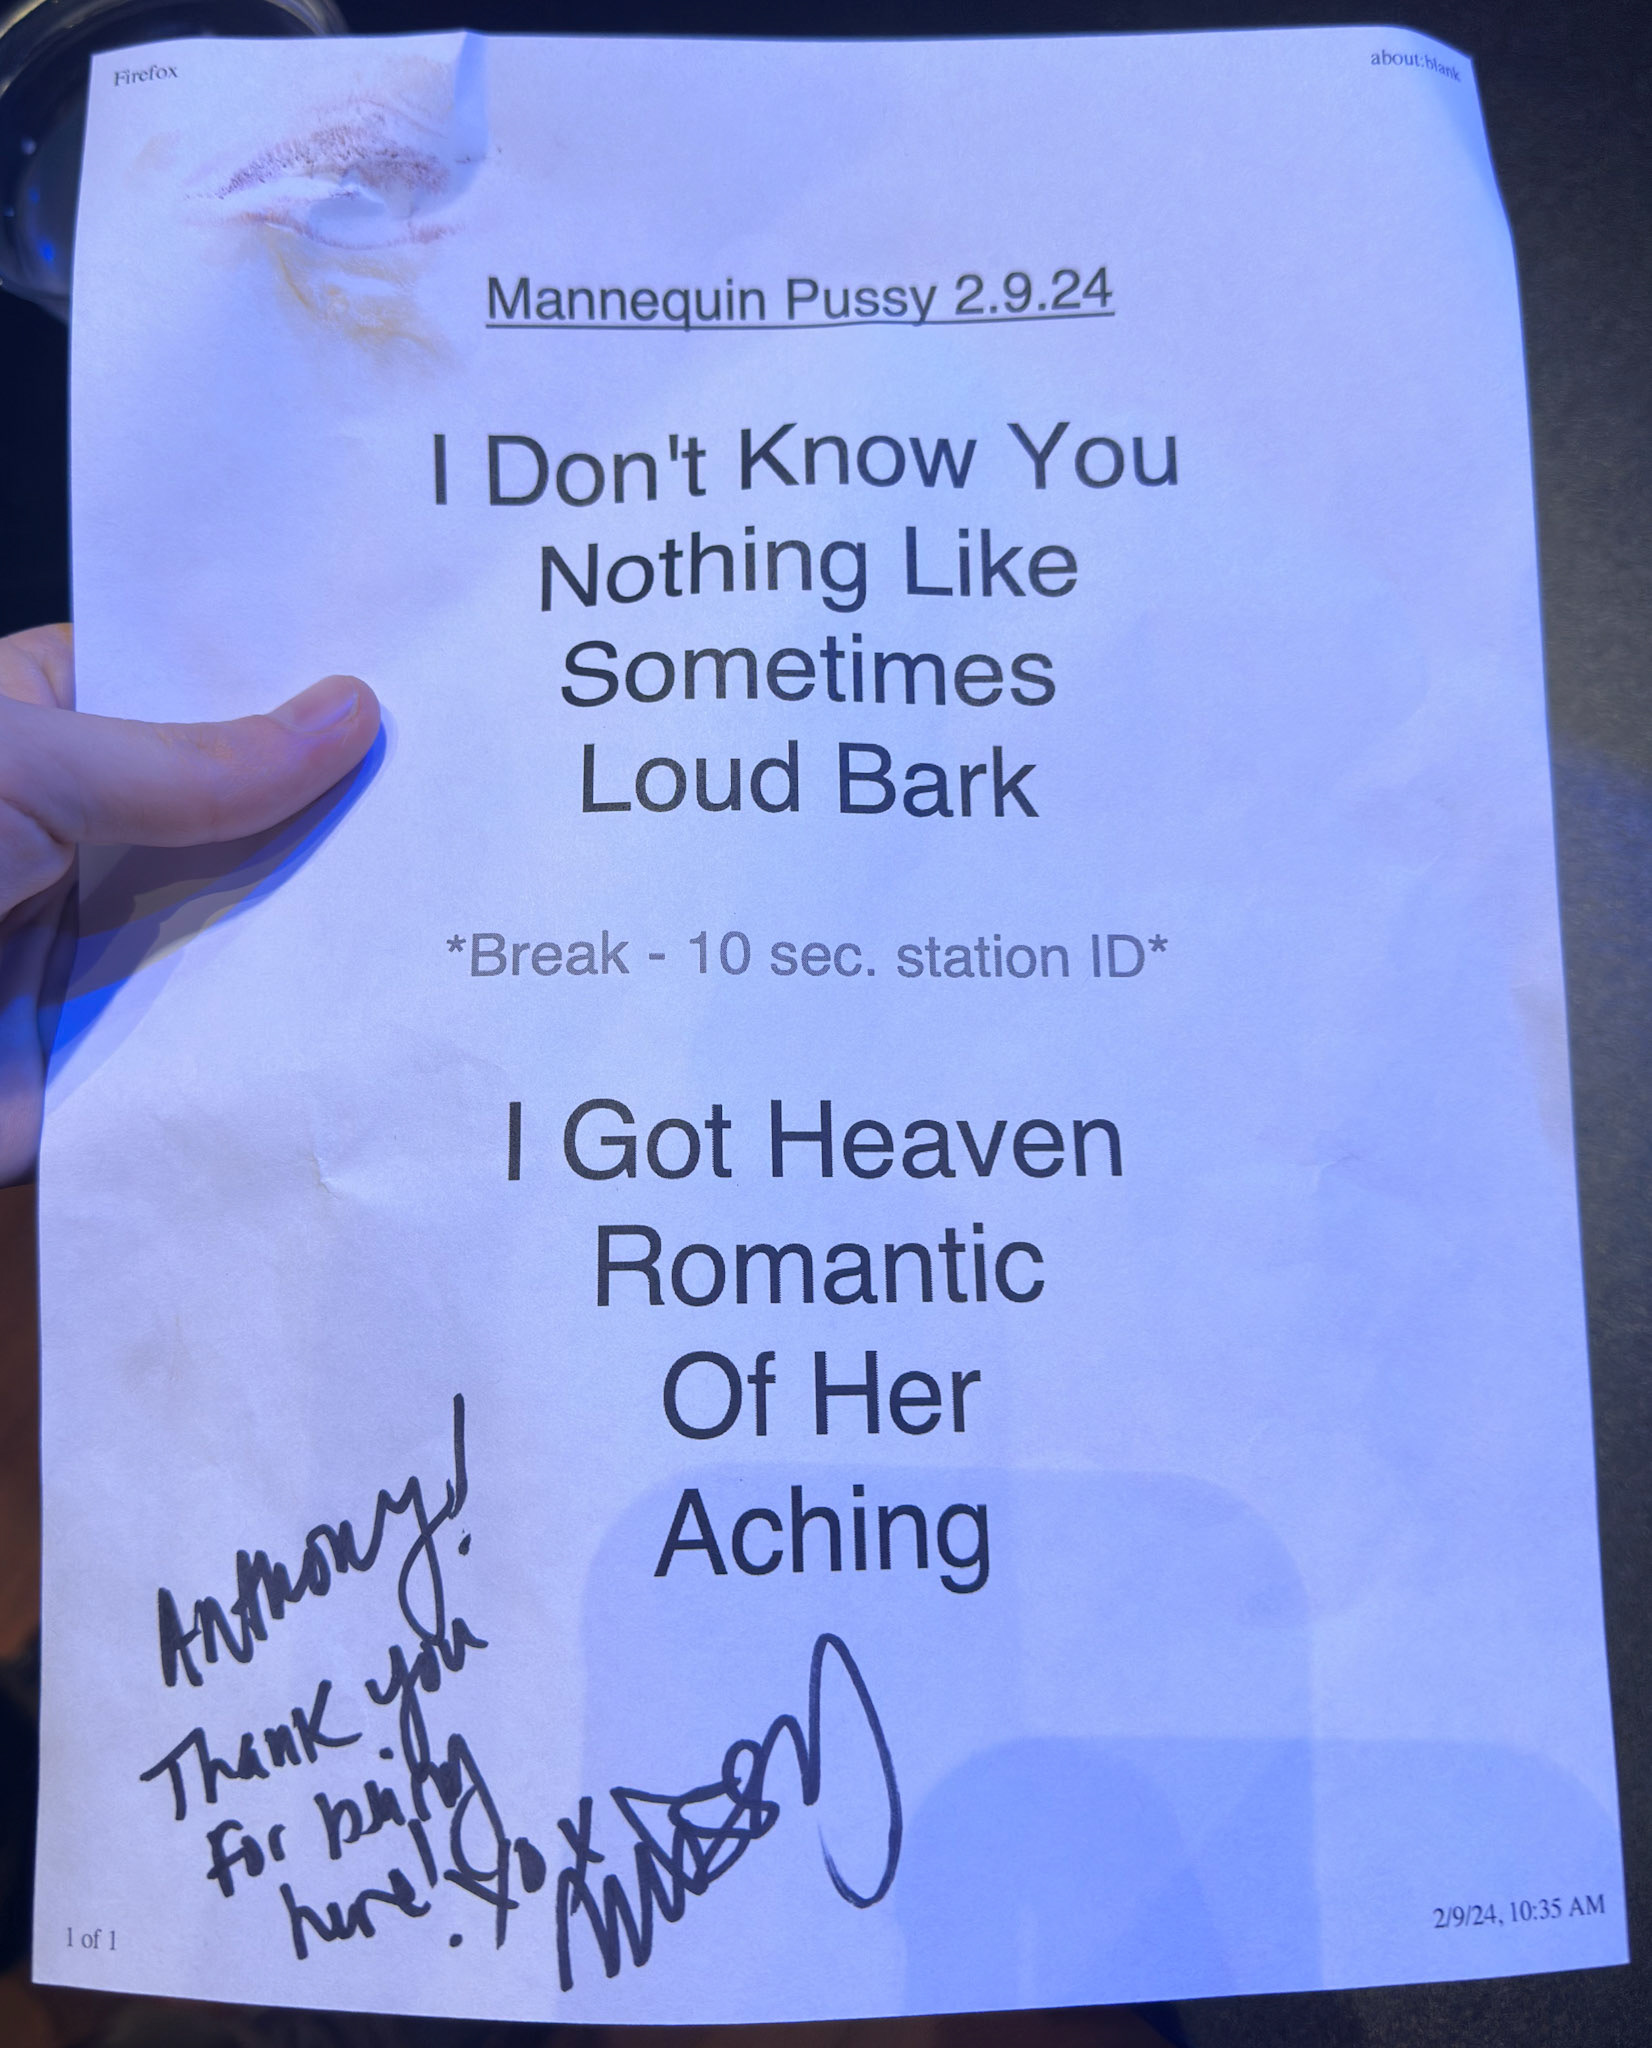 Firefox
about:blank
Mannequin Pussy 2.9.24
I Don't Know You
Nothing Like
Sometimes
Loud Bark
*Break - 10 sec. station ID*
I Got Heaven
Romantic
Of Her
Aching
Anthony!
Thank you
for being
here! xox
1 of 1
2/9/24, 10:35 AM